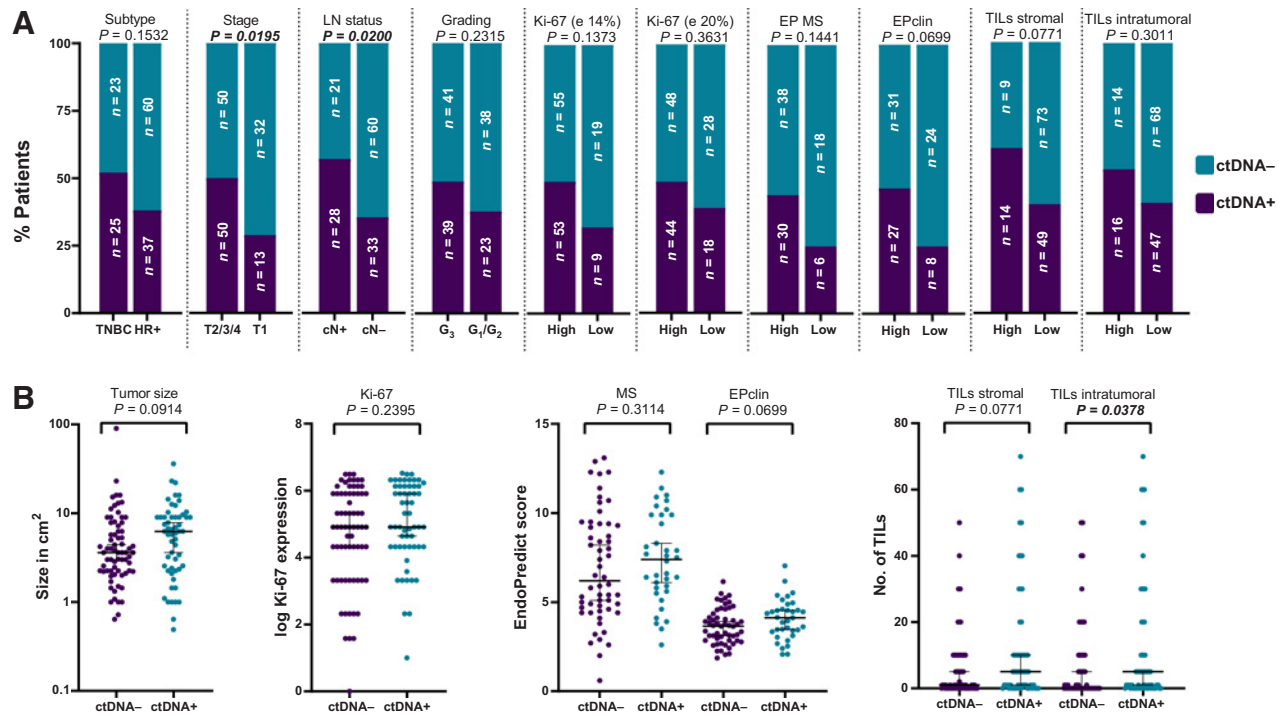 A
Subtype
P = 0.1532
Stage
P = 0.0195
LN status
P = 0.0200
Grading
P = 0.2315
Ki-67 (e 14%)
P = 0.1373
Ki-67 (e 20%)
P = 0.3631
EP MS
P = 0.1441
EPclin
P = 0.0699
TILs stromal
P = 0.0771
TILs intratumoral
P = 0.3011
% Patients
100
75
50
25
0
n = 23
n = 60
n = 25
n = 37
n = 50
n = 32
n = 50
n = 13
n = 21
n = 60
n = 28
n = 33
n = 41
n = 38
n = 39
n = 23
n = 55
n = 19
n = 53
n = 9
n = 48
n = 28
n = 44
n = 18
n = 38
n = 18
n = 30
n = 6
n = 31
n = 24
n = 27
n = 8
n = 9
n = 73
n = 14
n = 49
n = 14
n = 68
n = 16
n = 47
ctDNA–
ctDNA+
TNBC HR+
T2/3/4 T1
cN+ cN–
G3 G1/G2
High Low
High Low
High Low
High Low
High Low
High Low
B
Tumor size
P = 0.0914
Size in cm²
100
10
1
0.1
ctDNA– ctDNA+
Ki-67
P = 0.2395
log Ki-67 expression
8
6
4
2
0
ctDNA– ctDNA+
MS
P = 0.3114
EPclin
P = 0.0699
EndoPredict score
15
10
5
0
ctDNA– ctDNA+ ctDNA– ctDNA+
TILs stromal
P = 0.0771
TILs intratumoral
P = 0.0378
No. of TILs
80
60
40
20
0
ctDNA– ctDNA+ ctDNA– ctDNA+